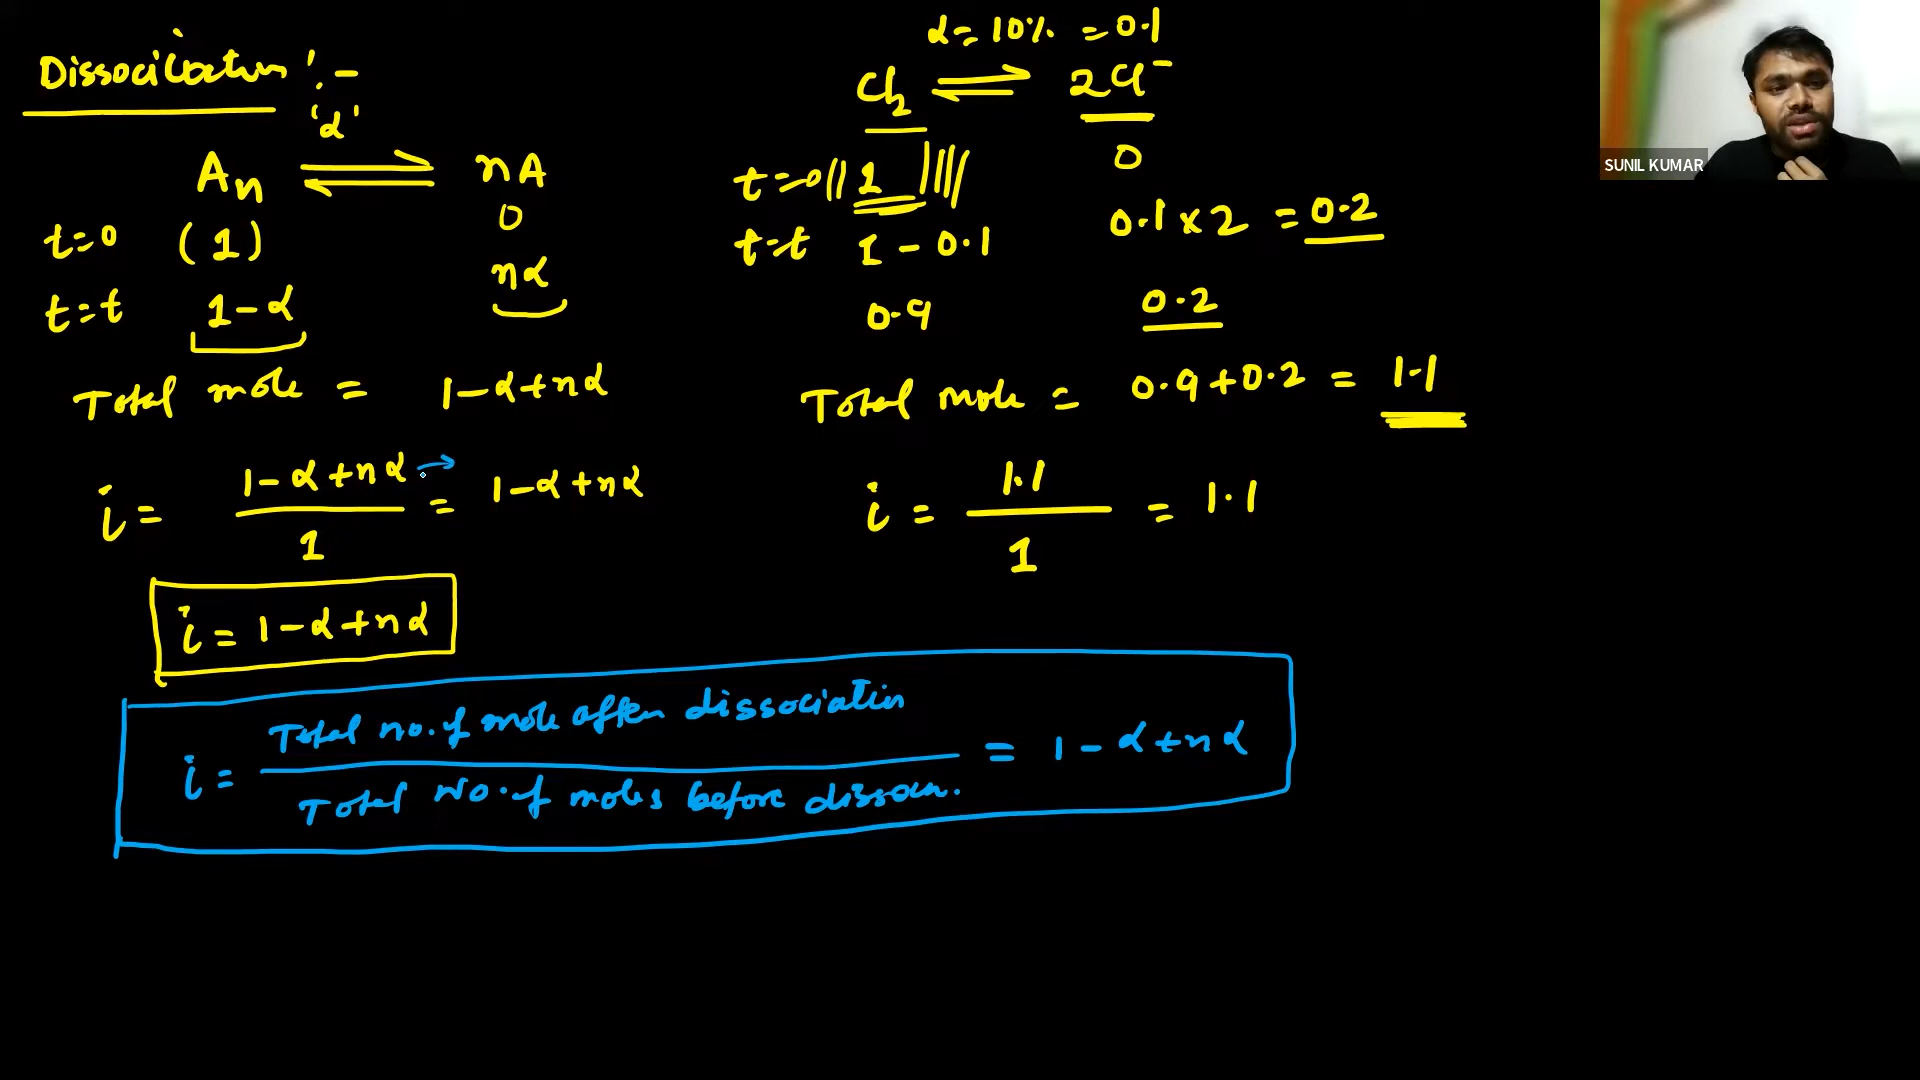 Dissociation :-
'α'
Aₙ ⇌ nA
t=0 (1) 0
t=t 1-α nα
Total mole = 1-α+nα
i = 1-α+nα / 1 = 1-α+nα
i = 1-α+nα
α = 10% = 0.1
Cl₂ ⇌ 2Cl⁻
t=0 1 0
t=t 1 - 0.1 0.1 × 2 = 0.2
0.9 0.2
Total mole = 0.9+0.2 = 1.1
i = 1.1 / 1 = 1.1
i = Total no. of mole after dissociation / Total No. of moles before dissocn. = 1-α+nα
SUNIL KUMAR